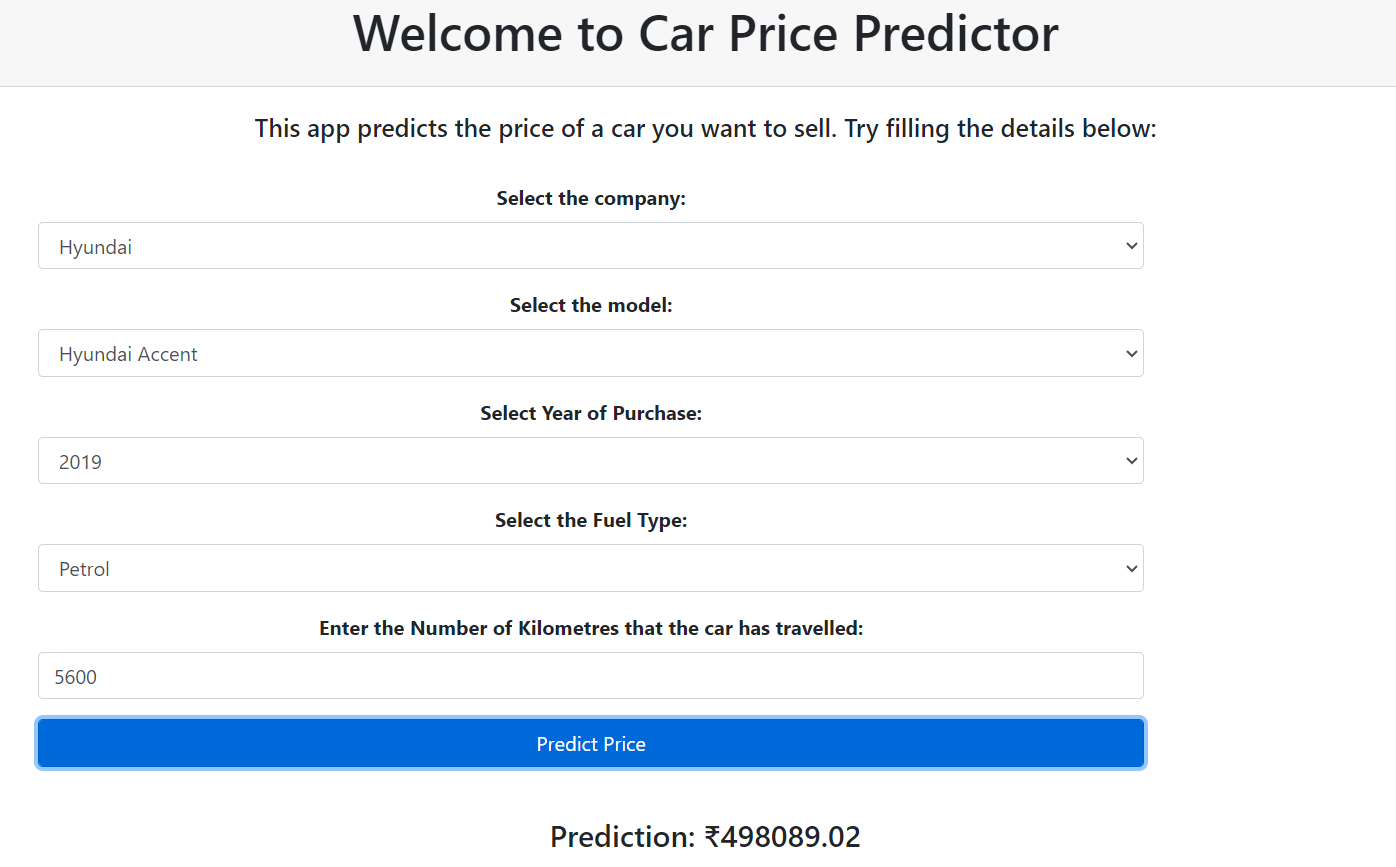 Welcome to Car Price Predictor
This app predicts the price of a car you want to sell. Try filling the details below:
Select the company:
Hyundai
Select the model:
Hyundai Accent
Select Year of Purchase:
2019
Select the Fuel Type:
Petrol
Enter the Number of Kilometres that the car has travelled:
5600
Predict Price
Prediction: ₹498089.02